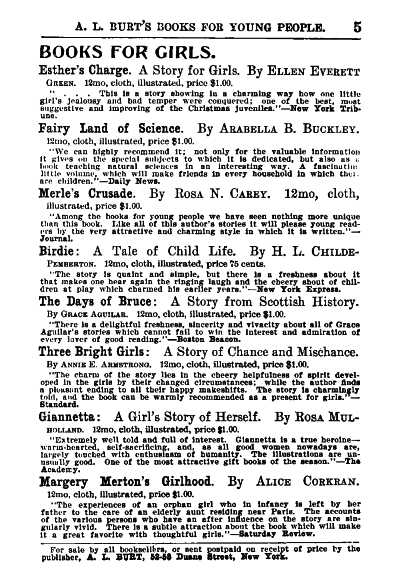 A. L. BURT'S BOOKS FOR YOUNG PEOPLE. 5
BOOKS FOR GIRLS.
Esther's Charge. A Story for Girls. By ELLEN EVERETT
GREEN. 12mo, cloth, illustrated, price $1.00.
". . . . This is a story showing in a charming way how one little
girl's jealousy and bad temper were conquered; one of the best, most
suggestive and improving of the Christmas juveniles."—New York Trib-
une.
Fairy Land of Science. By ARABELLA B. BUCKLEY.
12mo, cloth, illustrated, price $1.00.
"We can highly recommend it; not only for the valuable information
it gives on the special subjects to which it is dedicated, but also as
book teaching natural sciences in an interesting way. A fascinating
little volume, which will make friends in every household in which
are children."—Daily News.
Merle's Crusade. By ROSA N. CAREY. 12mo, cloth,
illustrated, price $1.00.
"Among the books for young people we have seen nothing more unique
than this book. Like all of this author's stories it will please young read-
ers by the very attractive and charming style in which it is written."—
Journal.
Birdie: A Tale of Child Life. By H. L. CHILDE-
PEMBERTON. 12mo, cloth, illustrated, price 75 cents.
"The story is quaint and simple, but there is a freshness about it
that makes one hear again the ringing laugh and the cheery shout of chil-
dren at play which charmed his earlier years."—New York Express.
The Days of Bruce: A Story from Scottish History.
By GRACE AGUILAR. 12mo, cloth, illustrated, price $1.00.
"There is a delightful freshness, sincerity and vivacity about all of Grace
Aguilar's stories which cannot fail to win the interest and admiration of
every lover of good reading."—Boston Beacon.
Three Bright Girls: A Story of Chance and Mischance.
By ANNIE E. ARMSTRONG. 12mo, cloth, illustrated, price $1.00.
"The charm of the story lies in the cheery helpfulness of spirit devel-
oped in the girls by their changed circumstances; while the author finds
a pleasant ending to all their happy makeshifts. The story is charmingly
told, and the book can be warmly recommended as a present for girls."—
Standard.
Giannetta: A Girl's Story of Herself. By ROSA MUL-
HOLLAND. 12mo, cloth, illustrated, price $1.00.
"Extremely well told and full of interest. Giannetta is a true heroine—
warm-hearted, self-sacrificing, and, as all good women nowadays are,
largely touched with enthusiasm of humanity. The illustrations are un-
usually good. One of the most attractive gift books of the season."—The
Academy.
Margery Merton's Girlhood. By ALICE CORKRAN.
12mo, cloth, illustrated, price $1.00.
"The experiences of an orphan girl who in infancy is left by her
father to the care of an elderly aunt residing near Paris. The accounts
of the various persons who have an after influence on the story are sin-
gularly vivid. There is a subtle attraction about the book which will make
it a great favorite with thoughtful girls."—Saturday Review.
For sale by all booksellers, or sent postpaid on receipt of price by the
publisher, A. L. BURT, 52-58 Duane Street, New York.